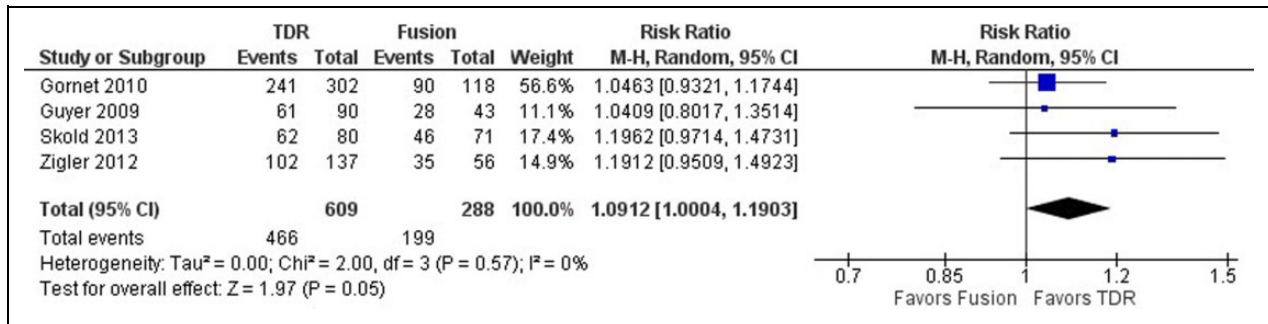 TDR Fusion Risk Ratio Risk Ratio
Study or Subgroup Events Total Events Total Weight M-H, Random, 95% CI M-H, Random, 95% CI
Gornet 2010 241 302 90 118 56.6% 1.0463 [0.9321, 1.1744]
Guyer 2009 61 90 28 43 11.1% 1.0409 [0.8017, 1.3514]
Skold 2013 62 80 46 71 17.4% 1.1962 [0.9714, 1.4731]
Zigler 2012 102 137 35 56 14.9% 1.1912 [0.9509, 1.4923]
Total (95% CI) 609 288 100.0% 1.0912 [1.0004, 1.1903]
Total events 466 199
Heterogeneity: Tau² = 0.00; Chi² = 2.00, df = 3 (P = 0.57); I² = 0%
Test for overall effect: Z = 1.97 (P = 0.05)
0.7 0.85 1 1.2 1.5
Favors Fusion Favors TDR